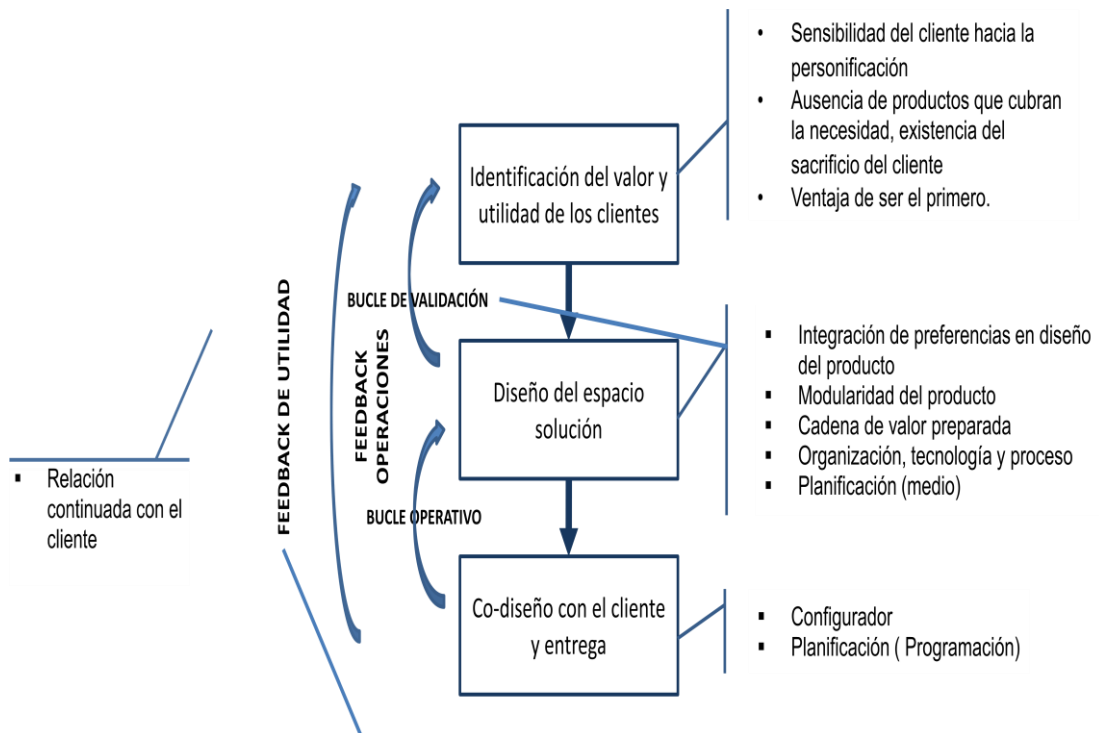 • Sensibilidad del cliente hacia la
personificación
• Ausencia de productos que cubran
la necesidad, existencia del
sacrificio del cliente
• Ventaja de ser el primero.
Identificación del valor y
utilidad de los clientes
BUCLE DE VALIDACIÓN
FEEDBACK DE UTILIDAD
FEEDBACK
OPERACIONES
Diseño del espacio
solución
▪ Integración de preferencias en diseño
del producto
▪ Modularidad del producto
▪ Cadena de valor preparada
▪ Organización, tecnología y proceso
▪ Planificación (medio)
▪ Relación
continuada con el
cliente
BUCLE OPERATIVO
Co-diseño con el cliente
y entrega
▪ Configurador
▪ Planificación ( Programación)